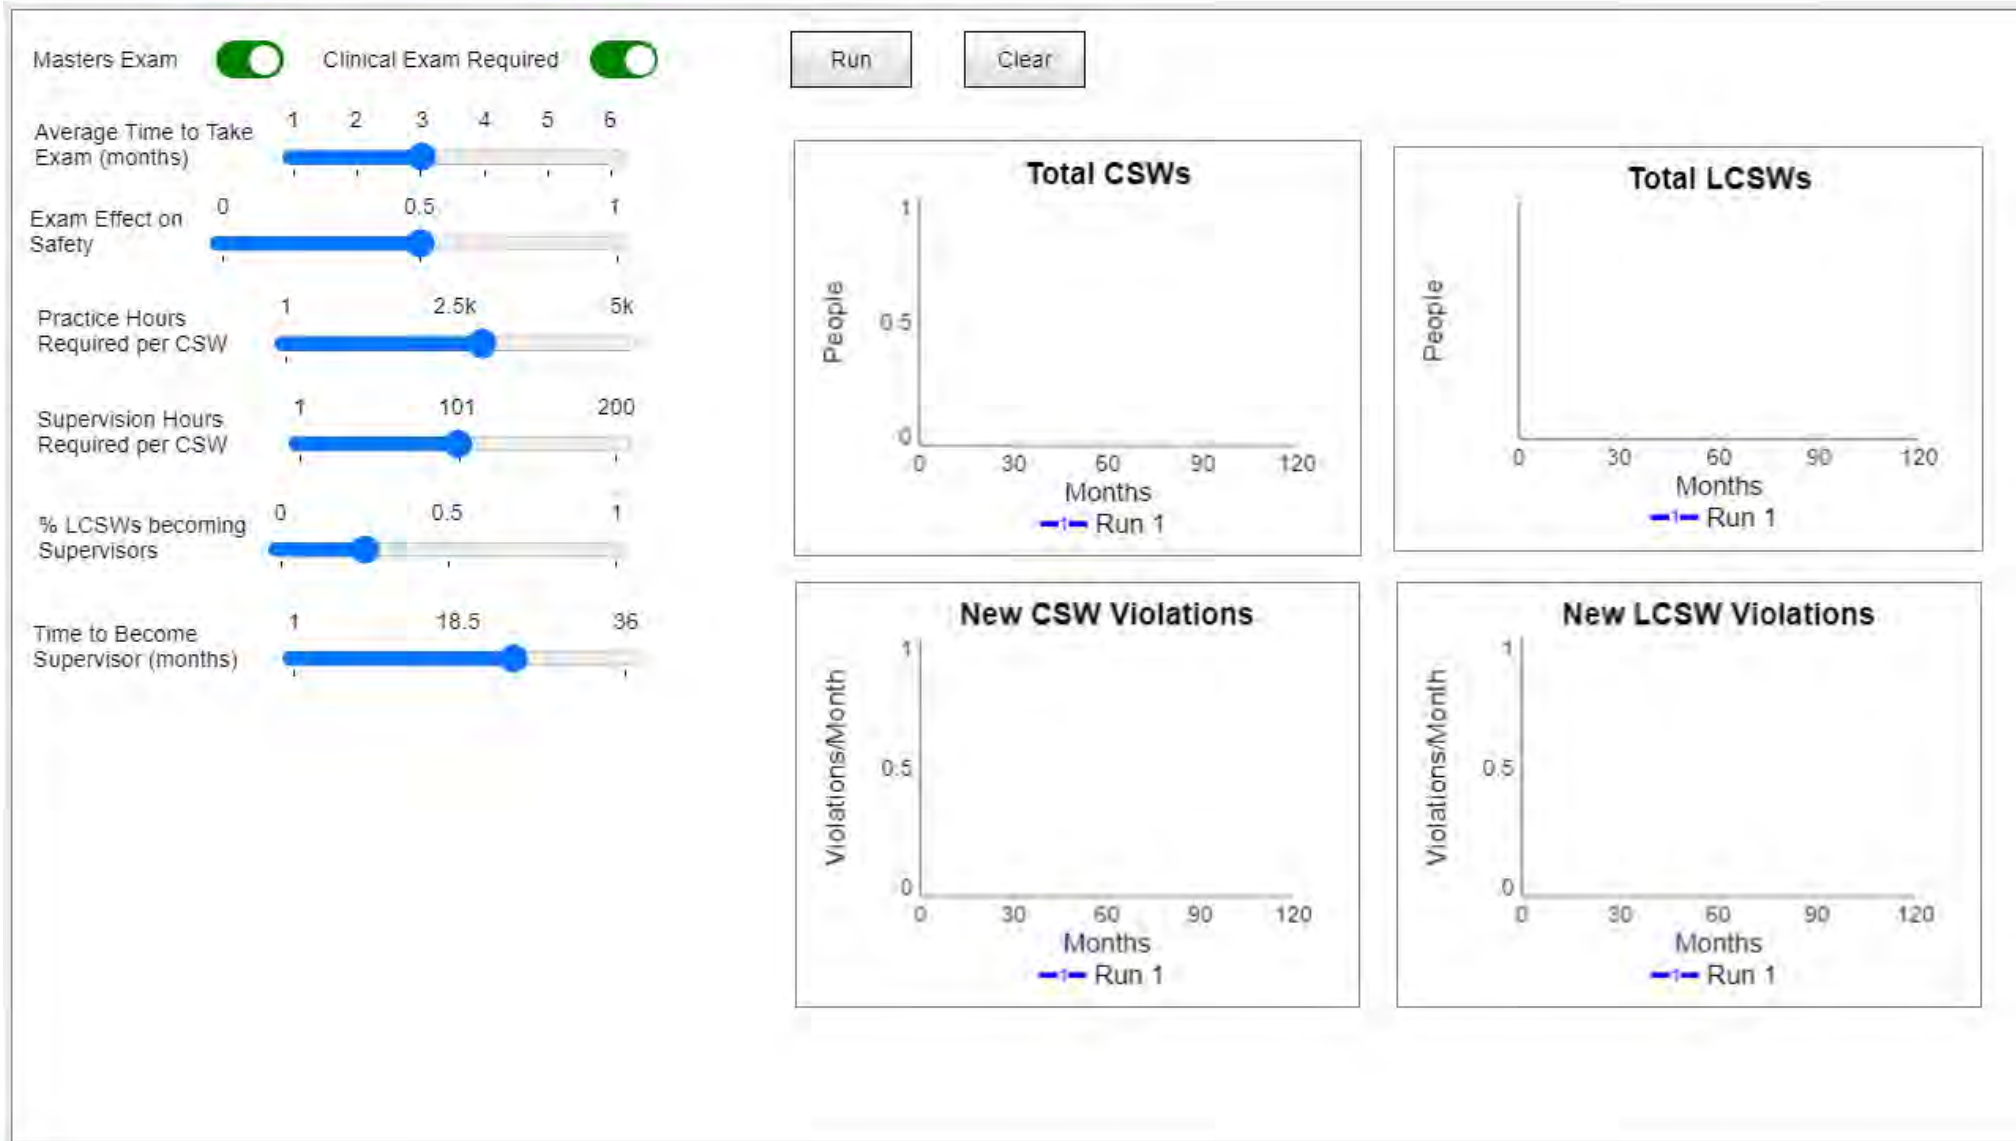 Masters Exam
Clinical Exam Required
Run
Clear
Average Time to Take
Exam (months)
1 2 3 4 5 6
Exam Effect on
Safety
0 0.5 1
Practice Hours
Required per CSW
1 2.5k 5k
Supervision Hours
Required per CSW
1 101 200
% LCSWs becoming
Supervisors
0 0.5 1
Time to Become
Supervisor (months)
1 18.5 36
Total CSWs
People
1
0.5
0
0 30 60 90 120
Months
1 Run 1
Total LCSWs
People
0 30 60 90 120
Months
1 Run 1
New CSW Violations
Violations/Month
1
0.5
0
0 30 60 90 120
Months
1 Run 1
New LCSW Violations
Violations/Month
1
0.5
0
0 30 60 90 120
Months
1 Run 1